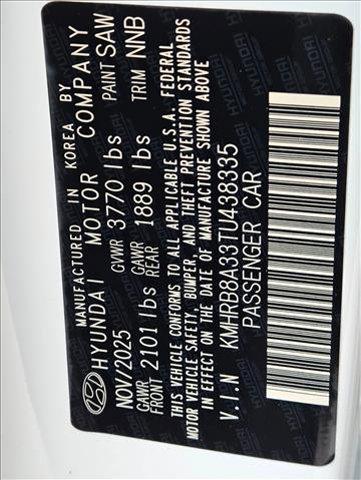 MANUFACTURED IN KOREA BY
HYUNDAI MOTOR COMPANY
NOV/2025 GVWR 3770 lbs PAINT SAW
GAWR FRONT 2101 lbs GAWR REAR 1889 lbs TRIM NNB
THIS VEHICLE CONFORMS TO ALL APPLICABLE U.S.A. FEDERAL
MOTOR VEHICLE SAFETY, BUMPER, AND THEFT PREVENTION STANDARDS
IN EFFECT ON THE DATE OF MANUFACTURE SHOWN ABOVE
V.I.N KMHRB8A33TU438335
PASSENGER CAR